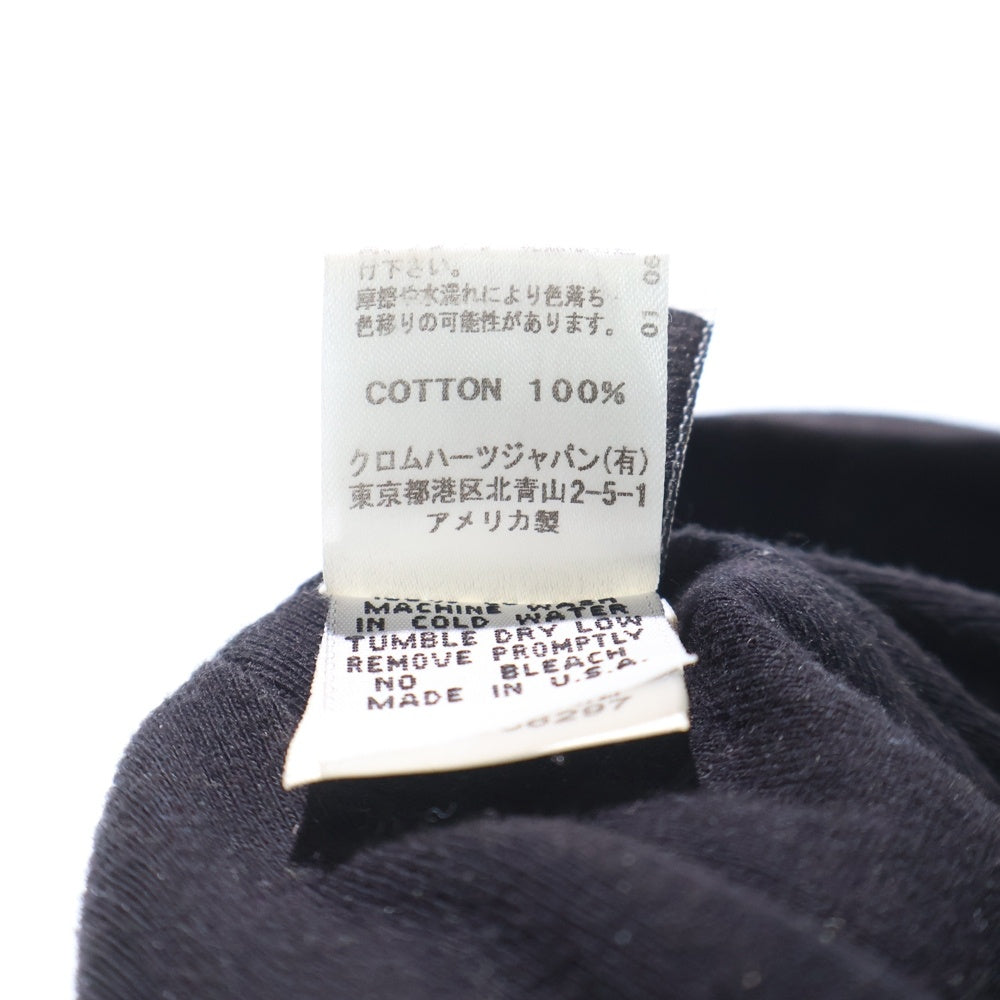 け下さい。
摩擦や水濡れにより色落ち
色移りの可能性があります。
01 06
COTTON 100%
クロムハーツジャパン(有)
東京都港区北青山2-5-1
アメリカ製
MACHINE WASH
IN COLD WATER
TUMBLE DRY LOW
REMOVE PROMPTLY
NO BLEACH
MADE IN U.S.A.